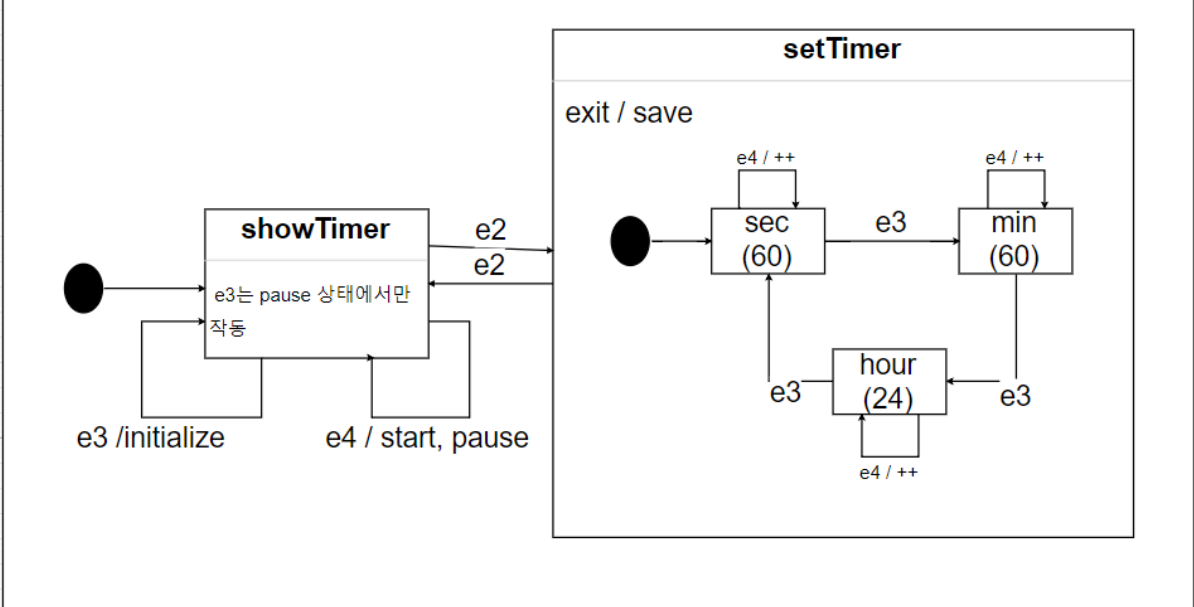 setTimer
exit / save
e4 / ++
e4 / ++
sec
(60)
e3
min
(60)
showTimer
e2
e2
e3는 pause 상태에서만
작동
hour
(24)
e3
e3
e3 /initialize
e4 / start, pause
e4 / ++